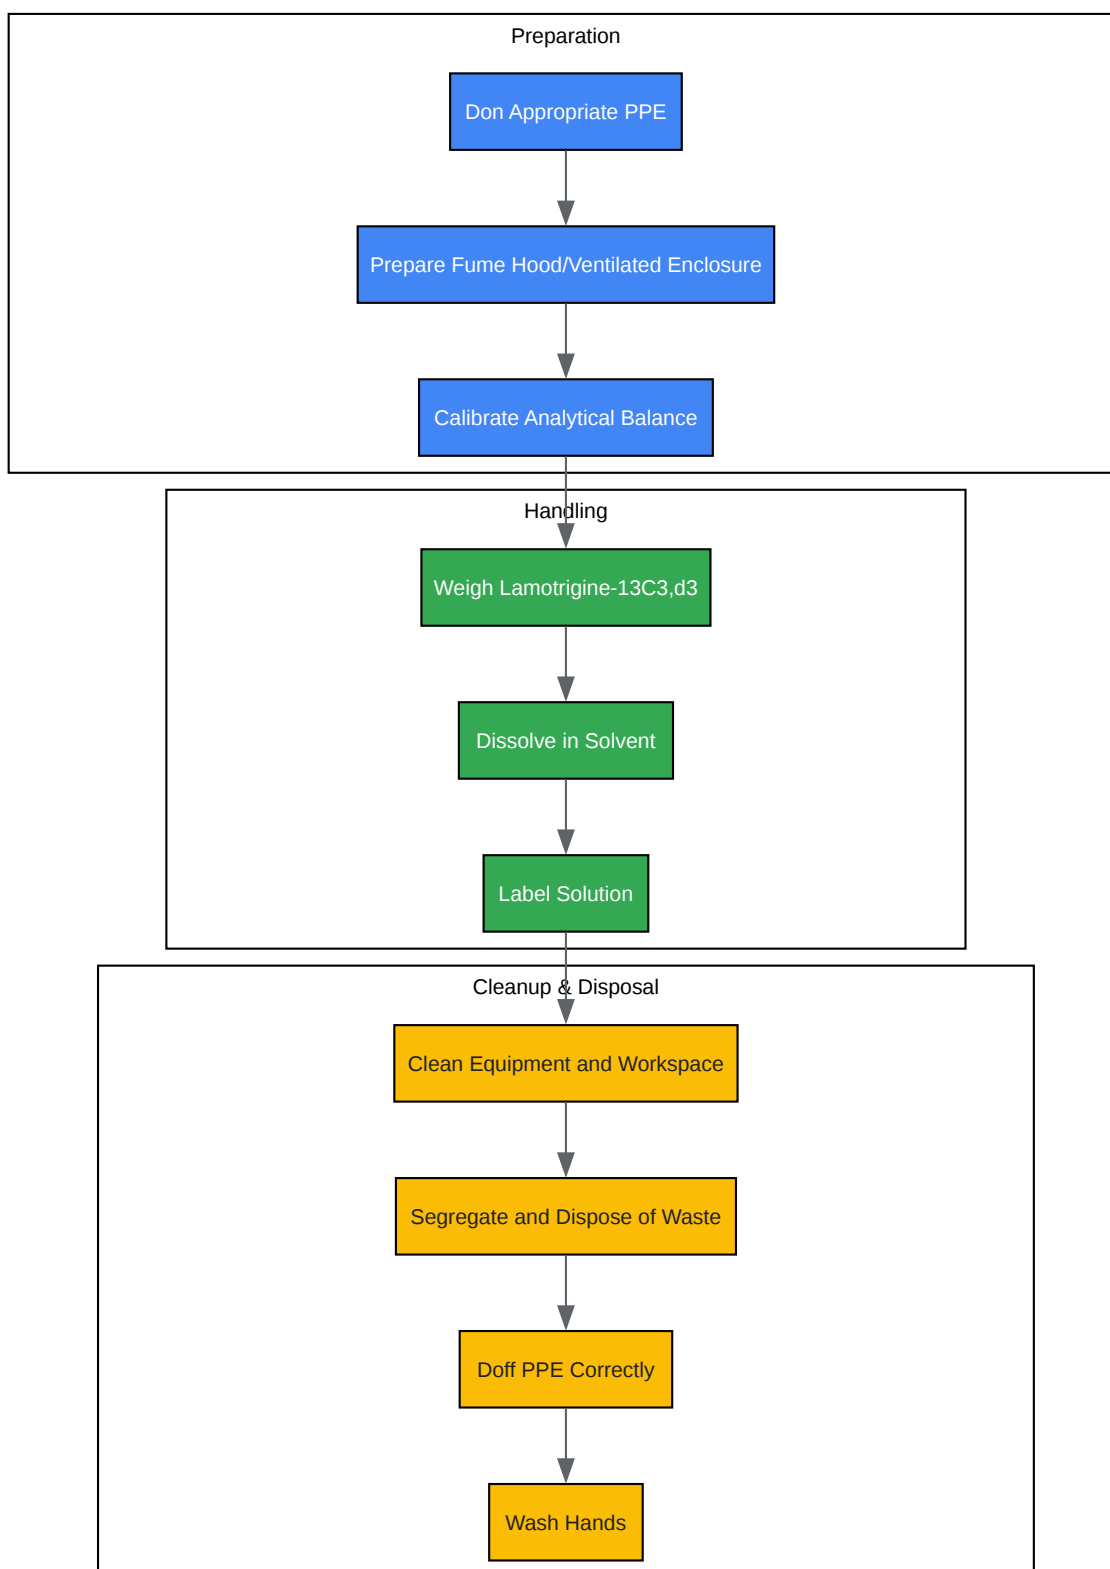 Preparation
Don Appropriate PPE
Prepare Fume Hood/Ventilated Enclosure
Calibrate Analytical Balance
Handling
Weigh Lamotrigine-13C3,d3
Dissolve in Solvent
Label Solution
Cleanup & Disposal
Clean Equipment and Workspace
Segregate and Dispose of Waste
Doff PPE Correctly
Wash Hands